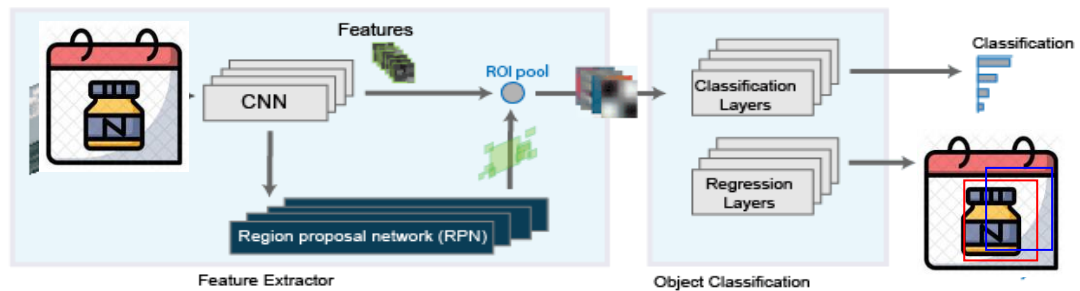 Features
ROI pool
CNN
N
Region proposal network (RPN)
Feature Extractor
Classification
Layers
Regression
Layers
Object Classification
Classification
N